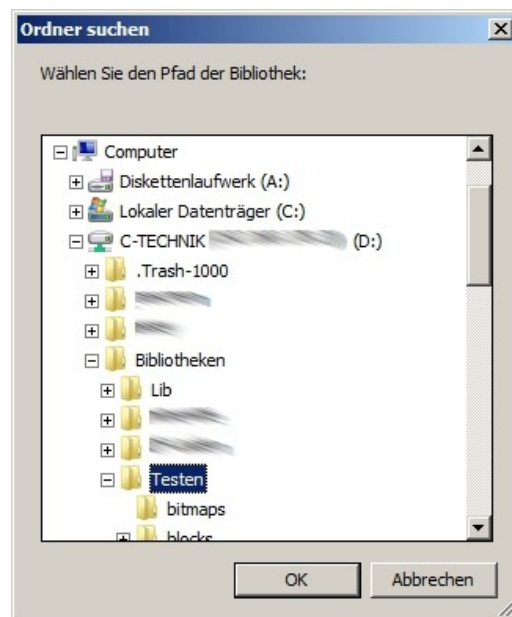 Ordner suchen
Wählen Sie den Pfad der Bibliothek:
Computer
Diskettenlaufwerk (A:)
Lokaler Datenträger (C:)
C-TECHNIK (D:)
.Trash-1000
Bibliotheken
Lib
Testen
bitmaps
blocks
OK Abbrechen